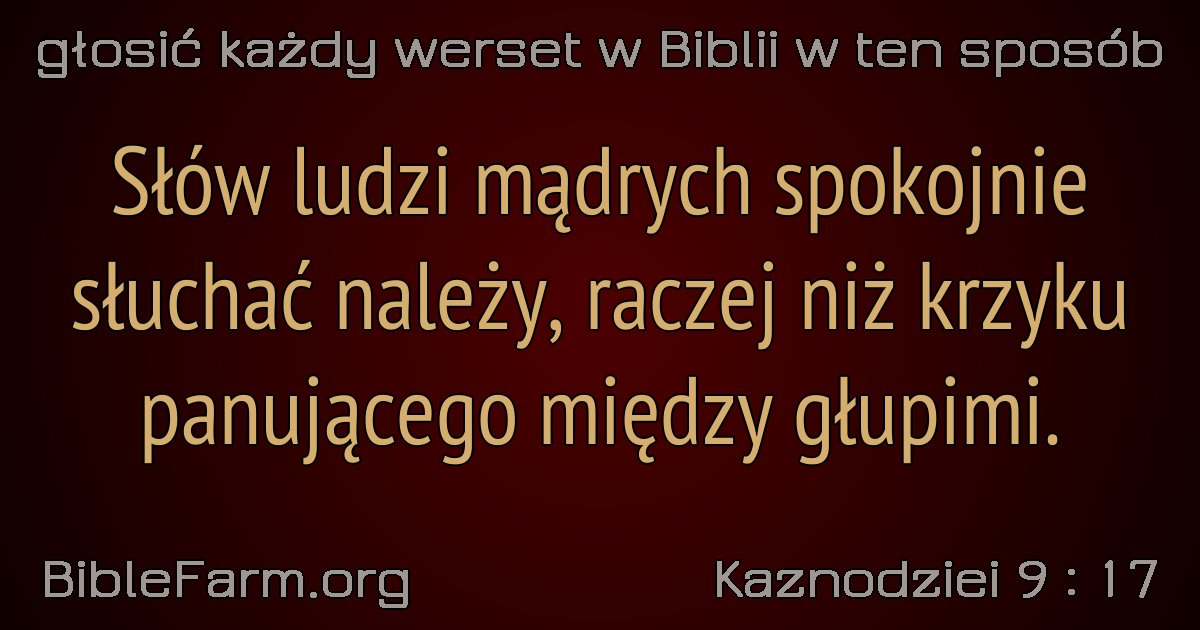 głosić każdy werset w Biblii w ten sposób
Słów ludzi mądrych spokojnie
słuchać należy, raczej niż krzyku
panującego między głupimi.
BibleFarm.org
Kaznodziei 9 : 17